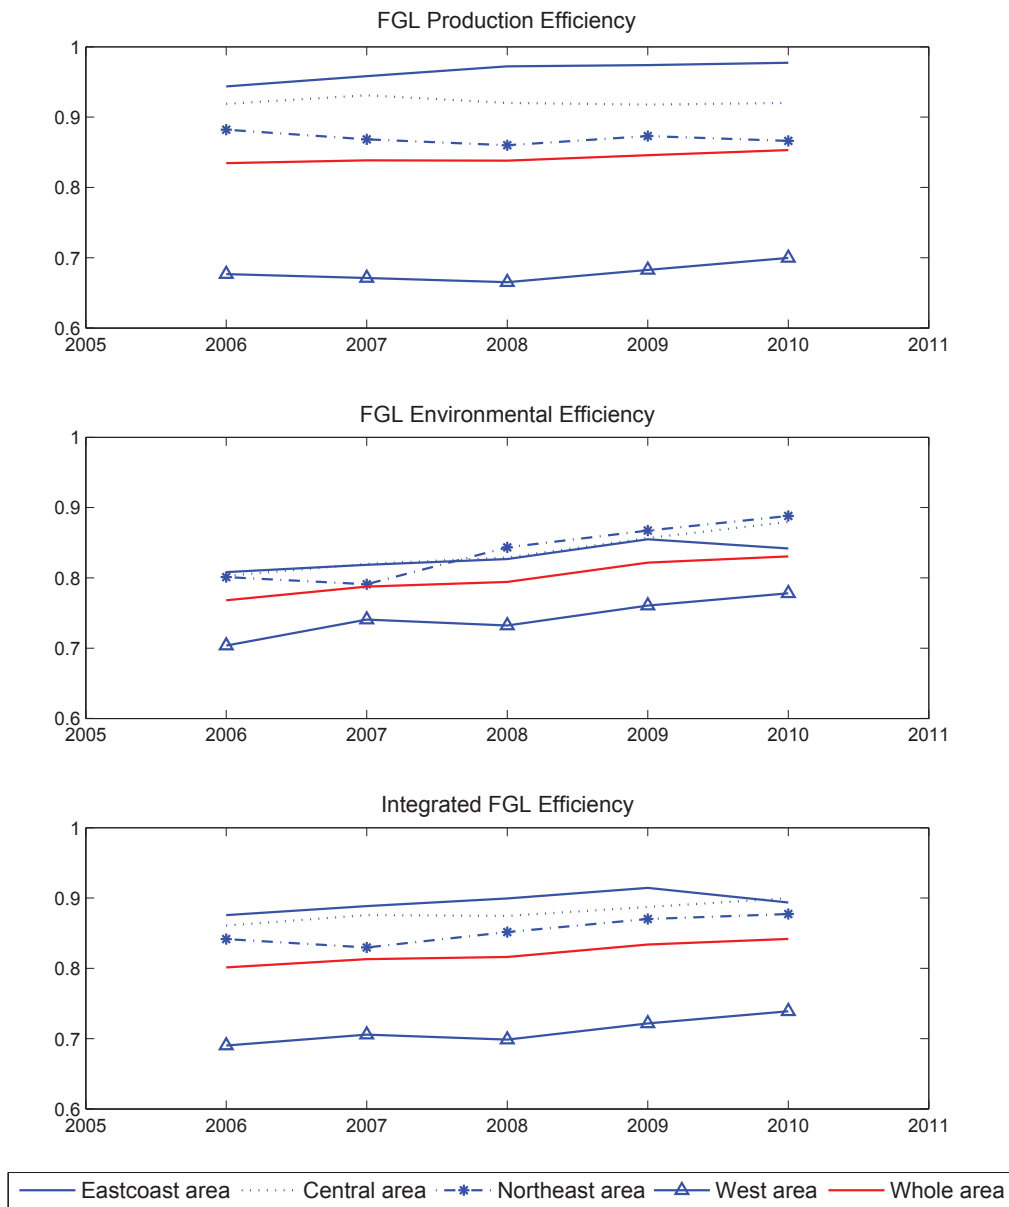 FGL Production Efficiency
1
0.9
0.8
0.7
0.6
2005 2006 2007 2008 2009 2010 2011
FGL Environmental Efficiency
1
0.9
0.8
0.7
0.6
2005 2006 2007 2008 2009 2010 2011
Integrated FGL Efficiency
1
0.9
0.8
0.7
0.6
2005 2006 2007 2008 2009 2010 2011
Eastcoast area Central area Northeast area West area Whole area